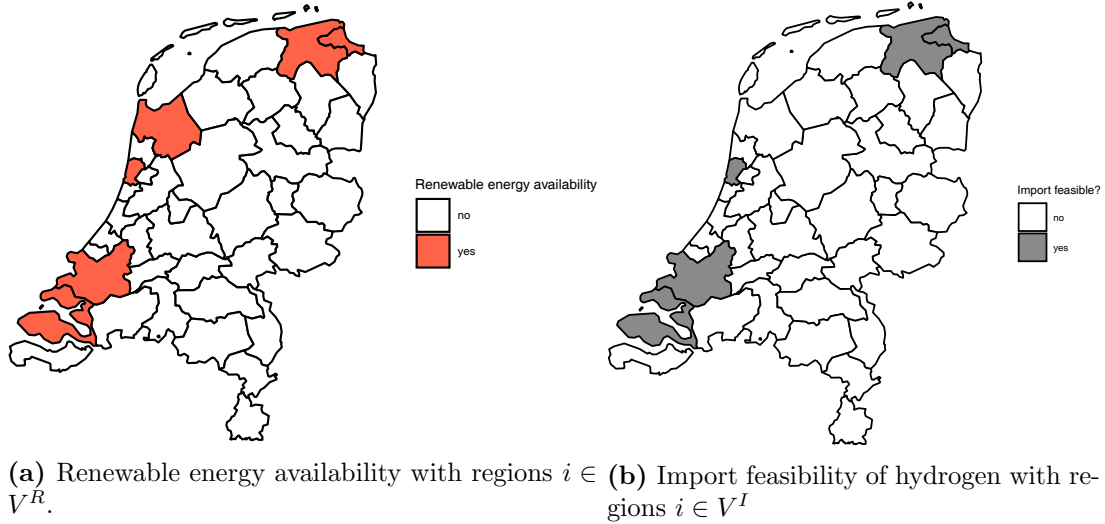 Renewable energy availability
no
yes
Import feasible?
no
yes
(a) Renewable energy availability with regions i ∈
V^R.
(b) Import feasibility of hydrogen with re-
gions i ∈ V^I